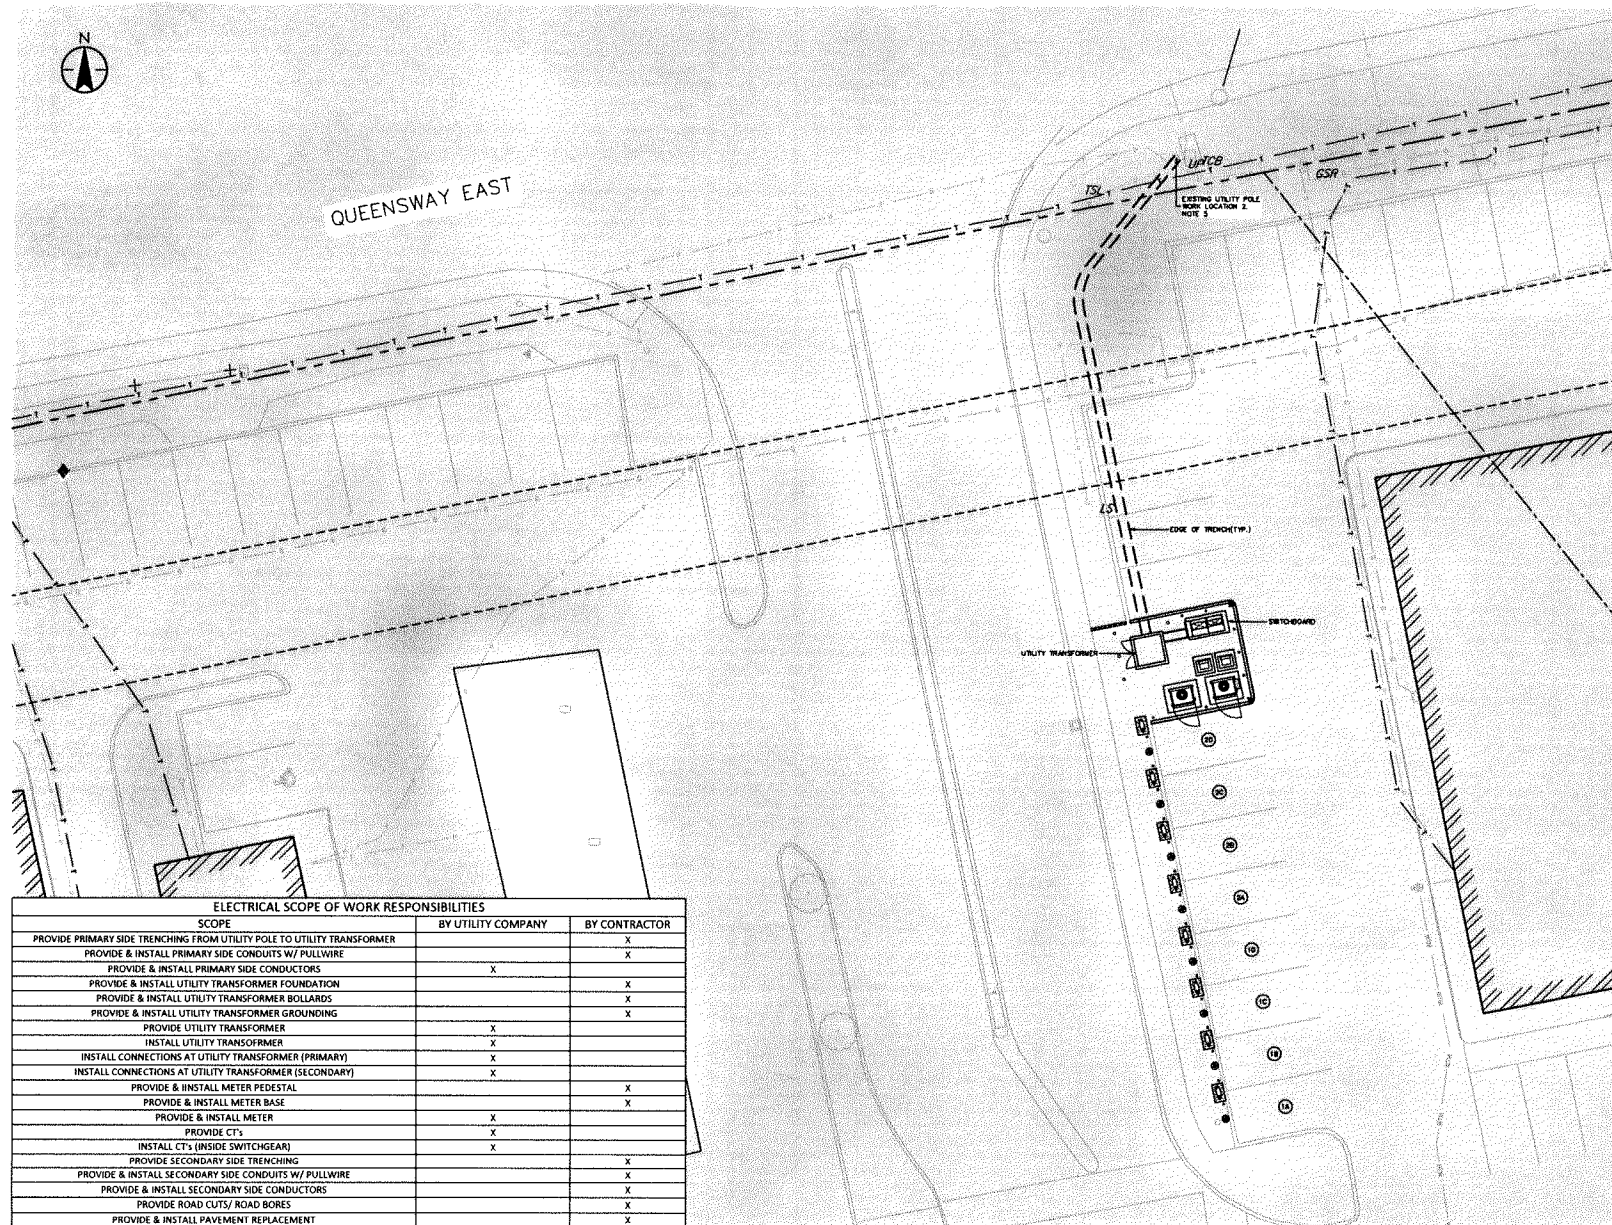 N
QUEENSWAY EAST
UPTCB
TSL
GSR
EXISTING UTILITY POLE
WORK LOCATION 2
NOTE 5
LS
EDGE OF TRENCH(TYP.)
SWITCHBOARD
UTILITY TRANSFORMER
2D
2C
2B
2A
1D
1C
1B
1A
ELECTRICAL SCOPE OF WORK RESPONSIBILITIES
SCOPE BY UTILITY COMPANY BY CONTRACTOR
PROVIDE PRIMARY SIDE TRENCHING FROM UTILITY POLE TO UTILITY TRANSFORMER X
PROVIDE & INSTALL PRIMARY SIDE CONDUITS W/ PULLWIRE X
PROVIDE & INSTALL PRIMARY SIDE CONDUCTORS X
PROVIDE & INSTALL UTILITY TRANSFORMER FOUNDATION X
PROVIDE & INSTALL UTILITY TRANSFORMER BOLLARDS X
PROVIDE & INSTALL UTILITY TRANSFORMER GROUNDING X
PROVIDE UTILITY TRANSFORMER X
INSTALL UTILITY TRANSOFRMER X
INSTALL CONNECTIONS AT UTILITY TRANSFORMER (PRIMARY) X
INSTALL CONNECTIONS AT UTILITY TRANSFORMER (SECONDARY) X
PROVIDE & IINSTALL METER PEDESTAL X
PROVIDE & INSTALL METER BASE X
PROVIDE & INSTALL METER X
PROVIDE CT's X
INSTALL CT's (INSIDE SWITCHGEAR) X
PROVIDE SECONDARY SIDE TRENCHING X
PROVIDE & INSTALL SECONDARY SIDE CONDUITS W/ PULLWIRE X
PROVIDE & INSTALL SECONDARY SIDE CONDUCTORS X
PROVIDE ROAD CUTS/ ROAD BORES X
PROVIDE & INSTALL PAVEMENT REPLACEMENT X